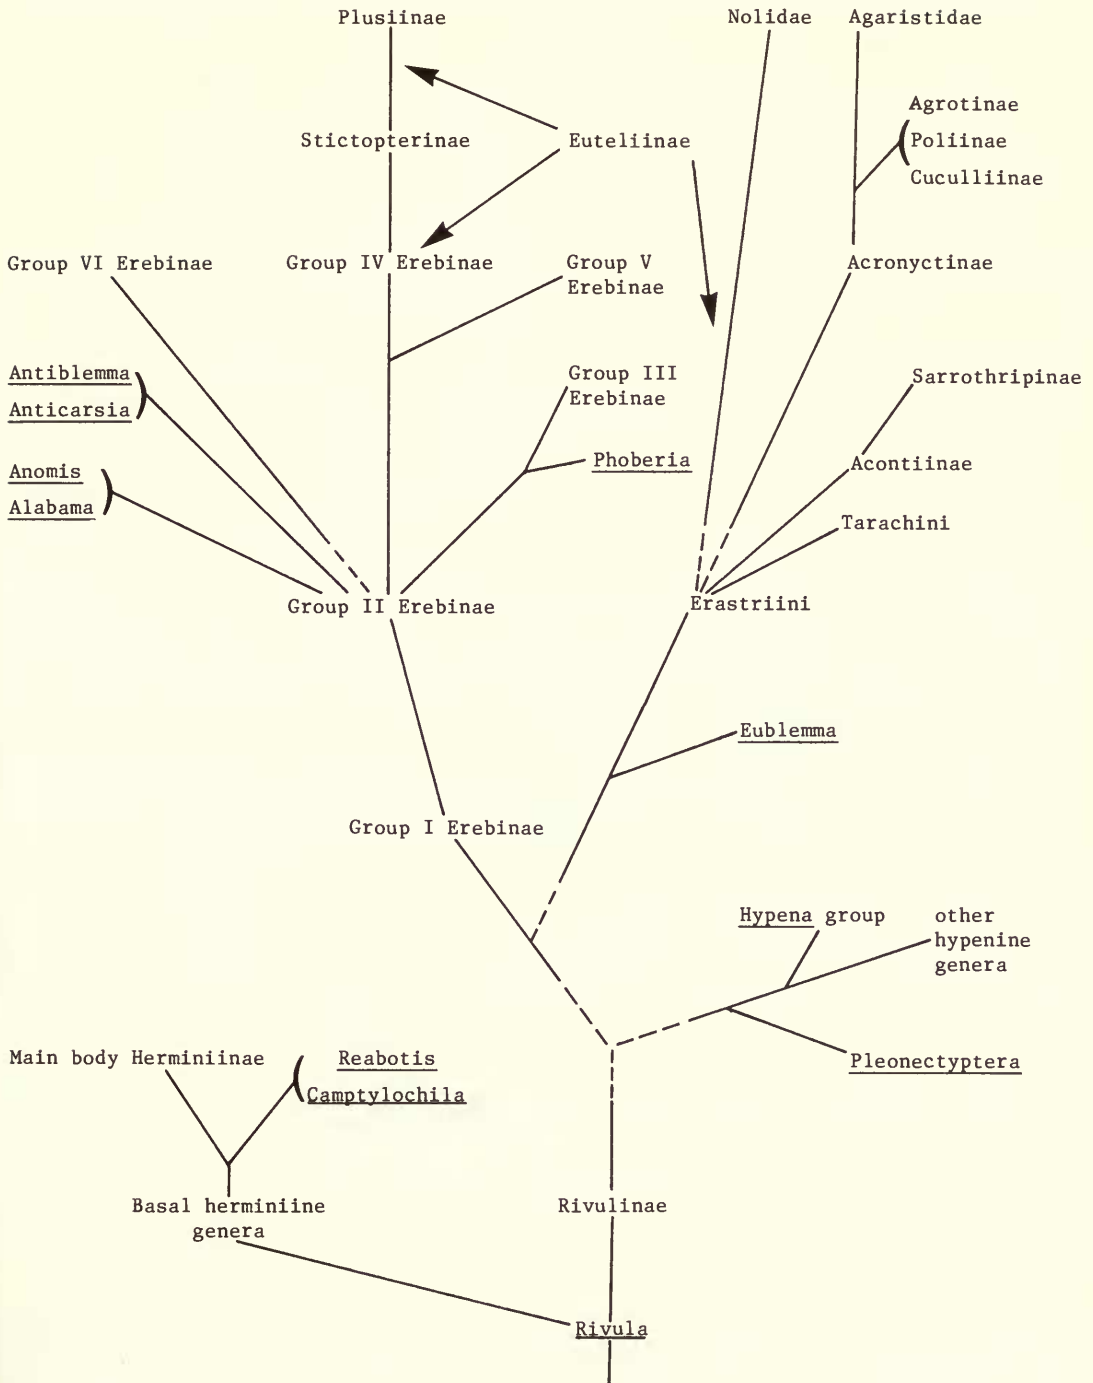 Plusiinae
Nolidae
Agaristidae
Agrotinae
Poliinae
Cuculliinae
Stictopterinae
Euteliinae
Group VI Erebinae
Group IV Erebinae
Group V
Erebinae
Acronyctinae
Antiblemma
Anticarsia
Group III
Erebinae
Sarrothripinae
Anomis
Alabama
Phoberia
Acontiinae
Tarachini
Group II Erebinae
Erastriini
Eublemma
Group I Erebinae
Hypena group
other
hypenine
genera
Main body Herminiinae
Reabotis
Camptylochila
Pleonectyptera
Basal herminiine
genera
Rivulinae
Rivula